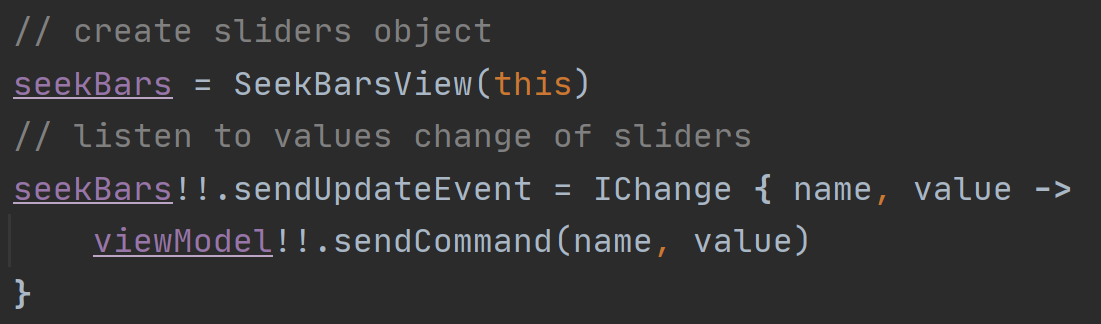 // create sliders object
seekBars = SeekBarsView(this)
// listen to values change of sliders
seekBars!!.sendUpdateEvent = IChange { name, value ->
    viewModel!!.sendCommand(name, value)
}